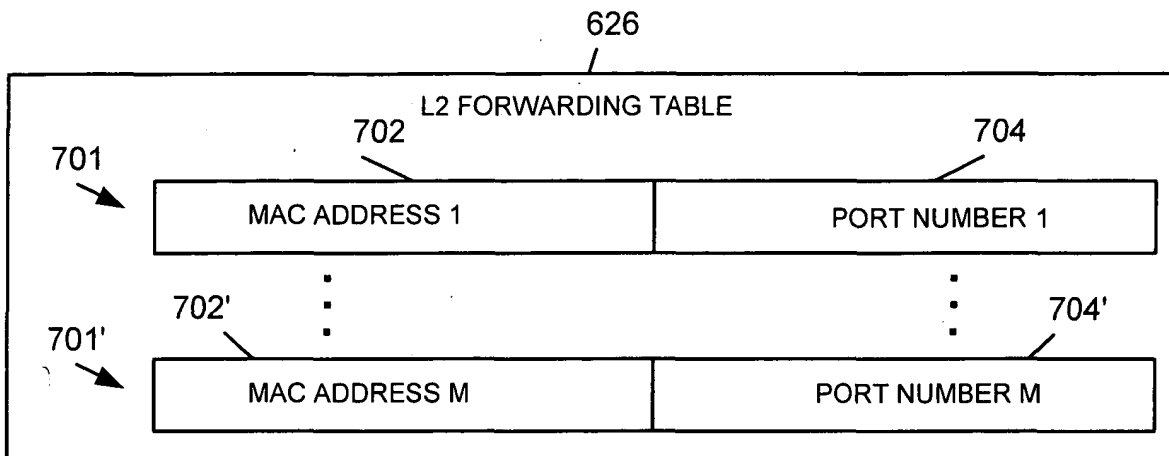 626
L2 FORWARDING TABLE
702 704
701
MAC ADDRESS 1 PORT NUMBER 1
702' 704'
701'
MAC ADDRESS M PORT NUMBER M